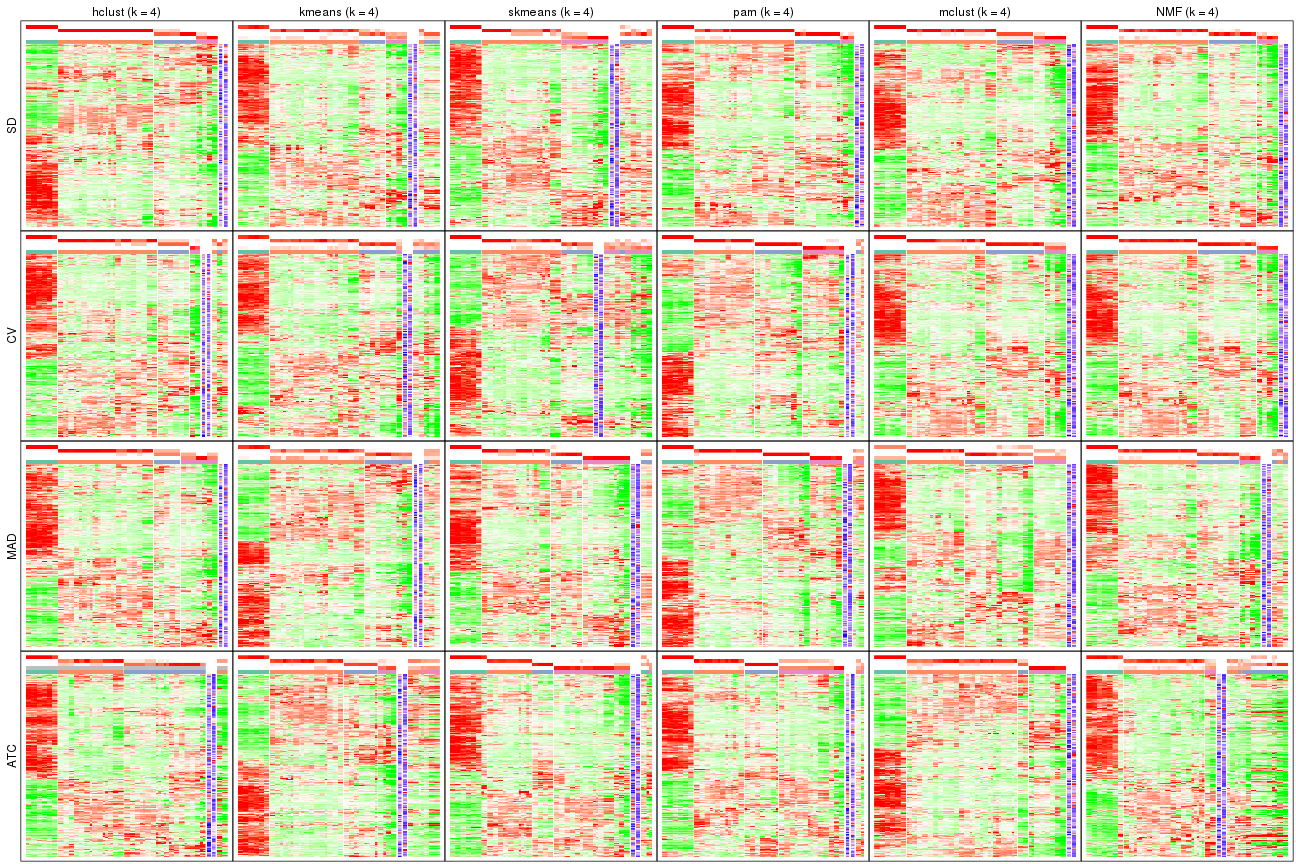 hclust (k = 4) kmeans (k = 4) skmeans (k = 4) pam (k = 4) mclust (k = 4) NMF (k = 4)
SD
CV
MAD
ATC